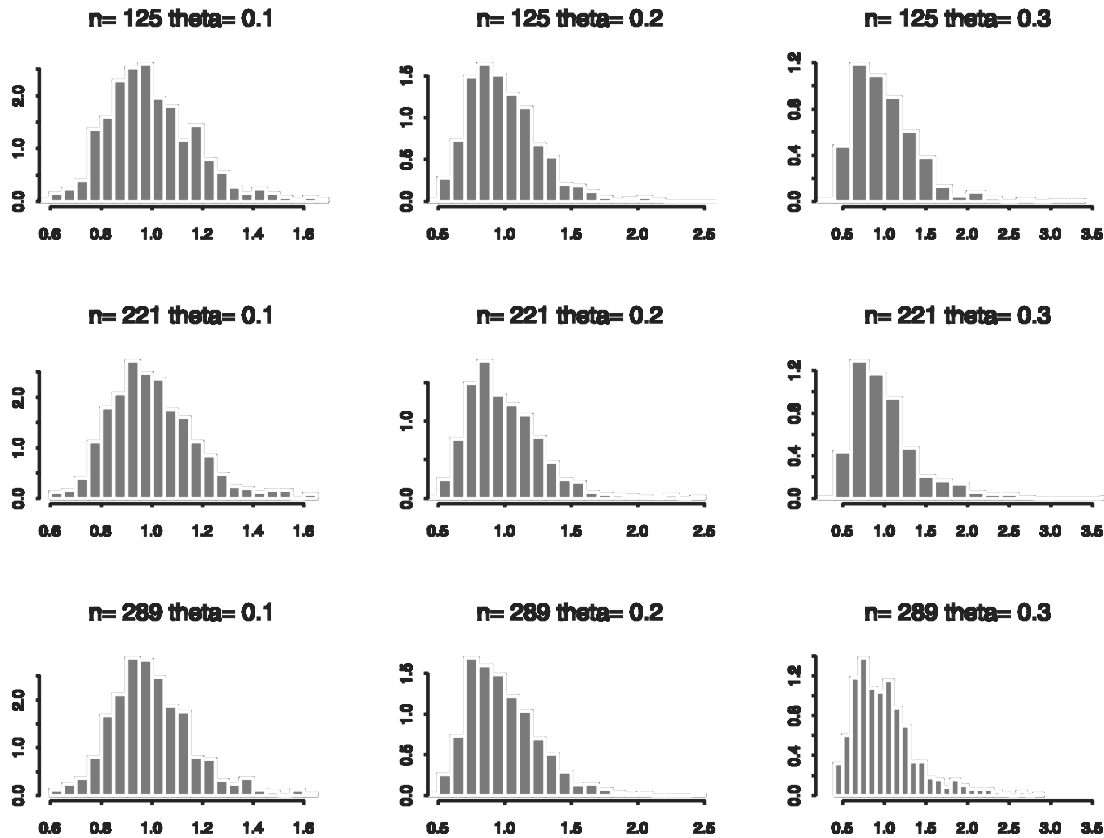 n= 125 theta= 0.1
n= 125 theta= 0.2
n= 125 theta= 0.3
0.0 1.0 2.0
0.6 0.8 1.0 1.2 1.4 1.6
0.0 0.5 1.0 1.5
0.5 1.0 1.5 2.0 2.5
0.0 0.4 0.8 1.2
0.5 1.0 1.5 2.0 2.5 3.0 3.5
n= 221 theta= 0.1
n= 221 theta= 0.2
n= 221 theta= 0.3
0.0 1.0 2.0
0.6 0.8 1.0 1.2 1.4 1.6
0.0 1.0
0.5 1.0 1.5 2.0 2.5
0.0 0.4 0.8 1.2
0.5 1.0 1.5 2.0 2.5 3.0 3.5
n= 289 theta= 0.1
n= 289 theta= 0.2
n= 289 theta= 0.3
0.0 1.0 2.0
0.6 0.8 1.0 1.2 1.4 1.6
0.0 0.5 1.0 1.5
0.5 1.0 1.5 2.0 2.5
0.0 0.4 0.8 1.2
0.5 1.0 1.5 2.0 2.5 3.0 3.5